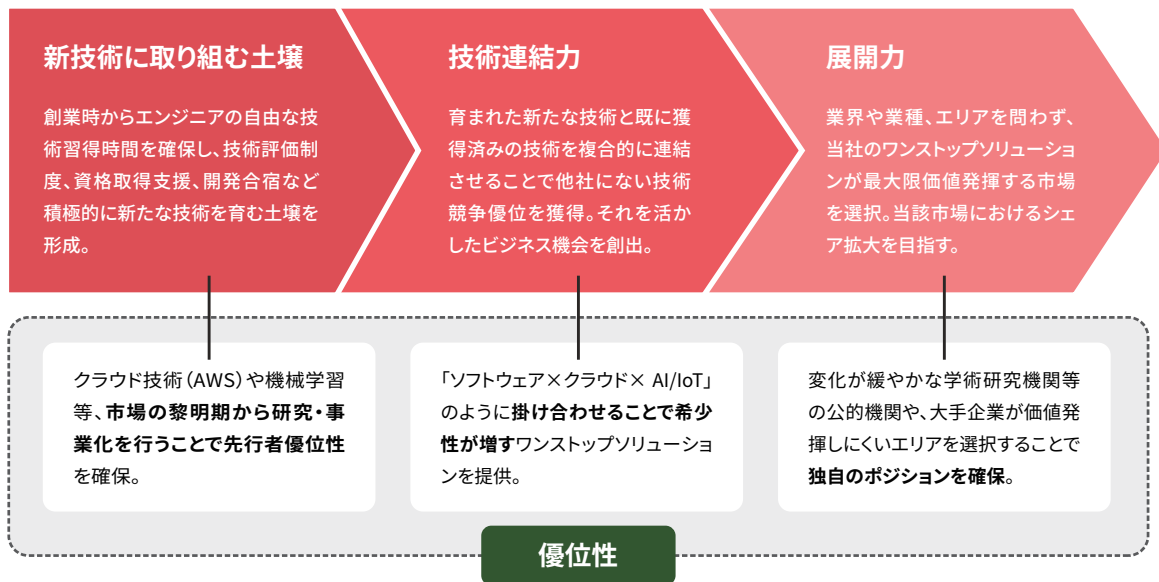 新技術に取り組む土壌
創業時からエンジニアの自由な技
術習得時間を確保し、技術評価制
度、資格取得支援、開発合宿など
積極的に新たな技術を育む土壌を
形成。
技術連結力
育まれた新たな技術と既に獲
得済みの技術を複合的に連結
させることで他社にない技術
競争優位を獲得。それを活か
したビジネス機会を創出。
展開力
業界や業種、エリアを問わず、
当社のワンストップソリューショ
ンが最大限価値発揮する市場
を選択。当該市場におけるシェ
ア拡大を目指す。
クラウド技術(AWS)や機械学習
等、市場の黎明期から研究・事
業化を行うことで先行者優位性
を確保。
「ソフトウェア×クラウド× AI/IoT」
のように掛け合わせることで希少
性が増すワンストップソリューショ
ンを提供。
変化が緩やかな学術研究機関等
の公的機関や、大手企業が価値発
揮しにくいエリアを選択することで
独自のポジションを確保。
優位性